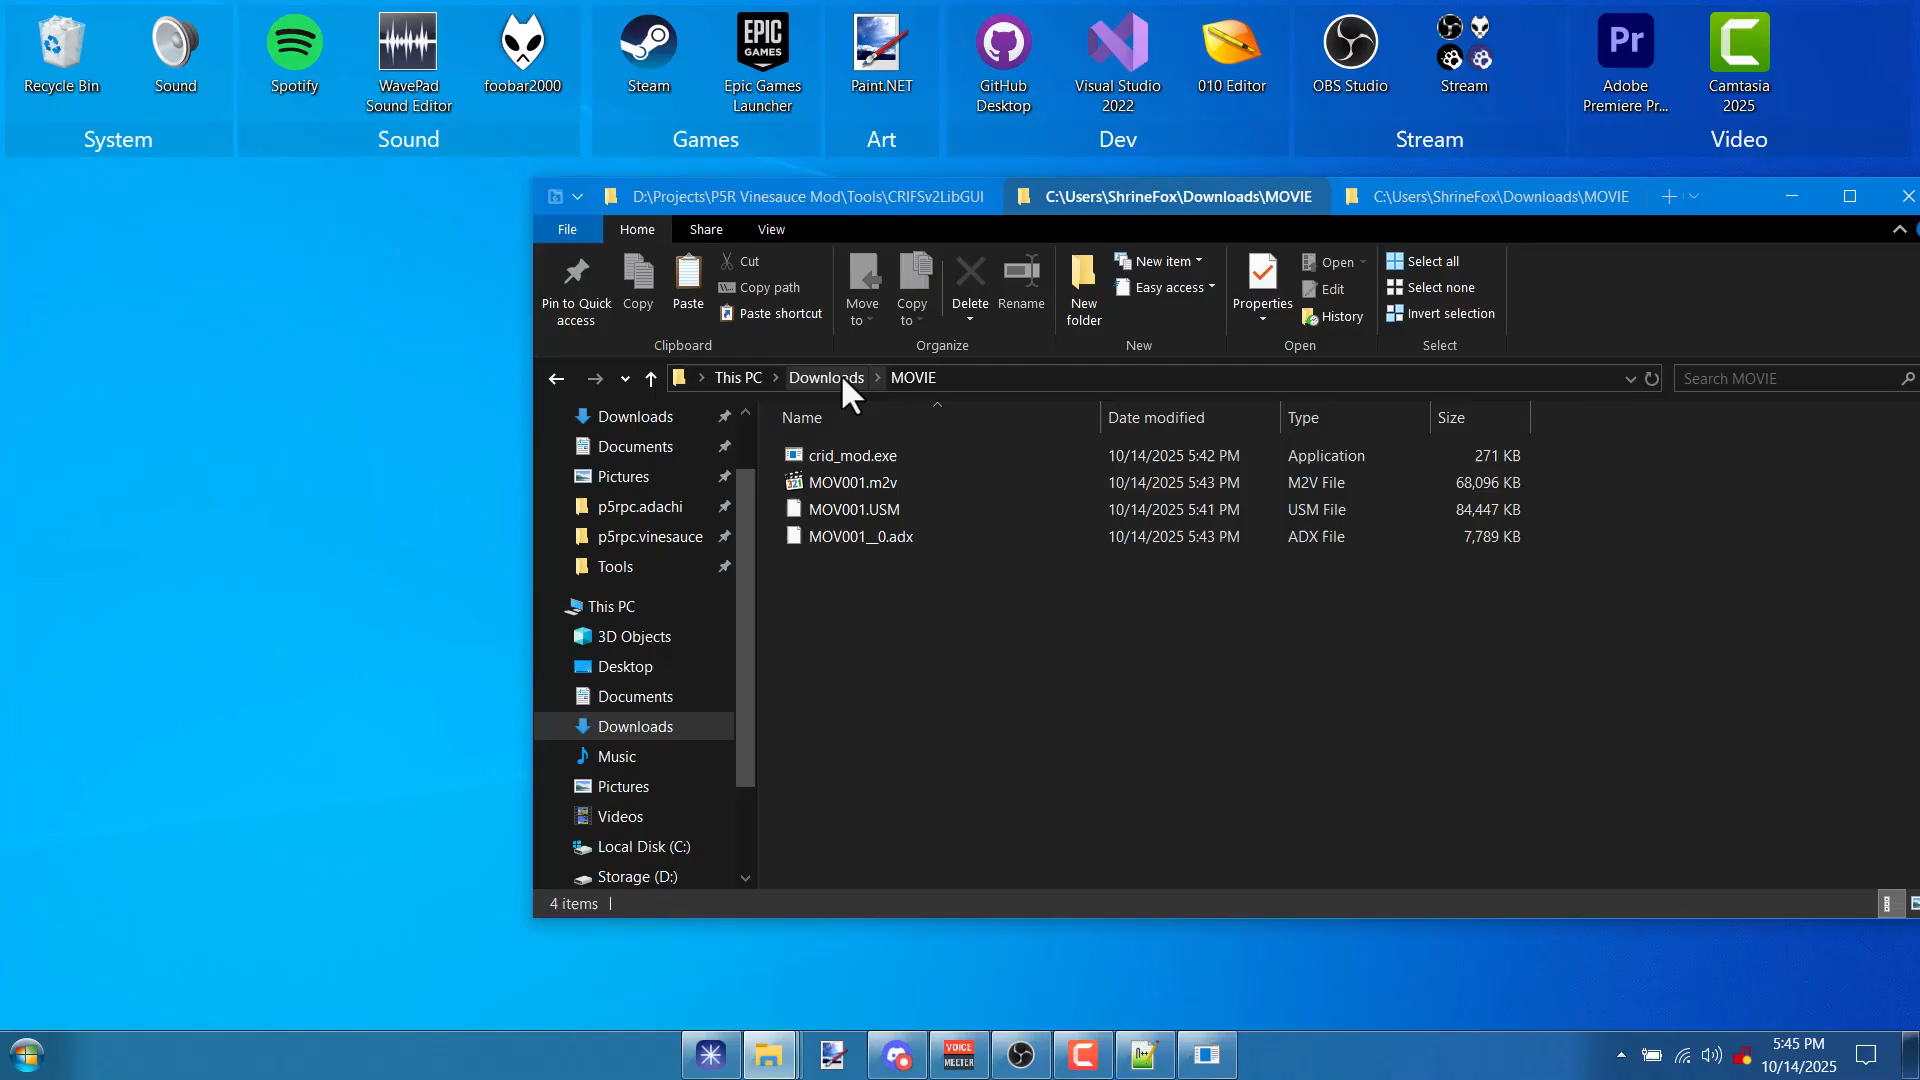 Recycle Bin
Sound
Spotify
WavePad
Sound Editor
foobar2000
EPIC
GAMES
Steam
Epic Games
Launcher
Paint.NET
GitHub
Desktop
Visual Studio
2022
010 Editor
OBS Studio
Stream
Pr
Adobe
Premiere Pr...
Camtasia
2025
System
Sound
Games
Art
Dev
Stream
Video
D:\Projects\P5R Vinesauce Mod\Tools\CRIFSv2LibGUI
C:\Users\ShrineFox\Downloads\MOVIE
C:\Users\ShrineFox\Downloads\MOVIE
File
Home
Share
View
Pin to Quick
access
Copy
Paste
Cut
Copy path
Paste shortcut
Clipboard
Move
to
Copy
to
Delete
Rename
Organize
New
folder
New item
Easy access
New
Properties
Open
Edit
History
Open
Select all
Select none
Invert selection
Select
This PC
Downloads
MOVIE
Search MOVIE
Downloads
Documents
Pictures
p5rpc.adachi
p5rpc.vinesauce
Tools
This PC
3D Objects
Desktop
Documents
Downloads
Music
Pictures
Videos
Local Disk (C:)
Storage (D:)
Name Date modified Type Size
crid_mod.exe 10/14/2025 5:42 PM Application 271 KB
MOV001.m2v 10/14/2025 5:43 PM M2V File 68,096 KB
MOV001.USM 10/14/2025 5:41 PM USM File 84,447 KB
MOV001__0.adx 10/14/2025 5:43 PM ADX File 7,789 KB
4 items
VOICE
MEETER
5:45 PM
10/14/2025